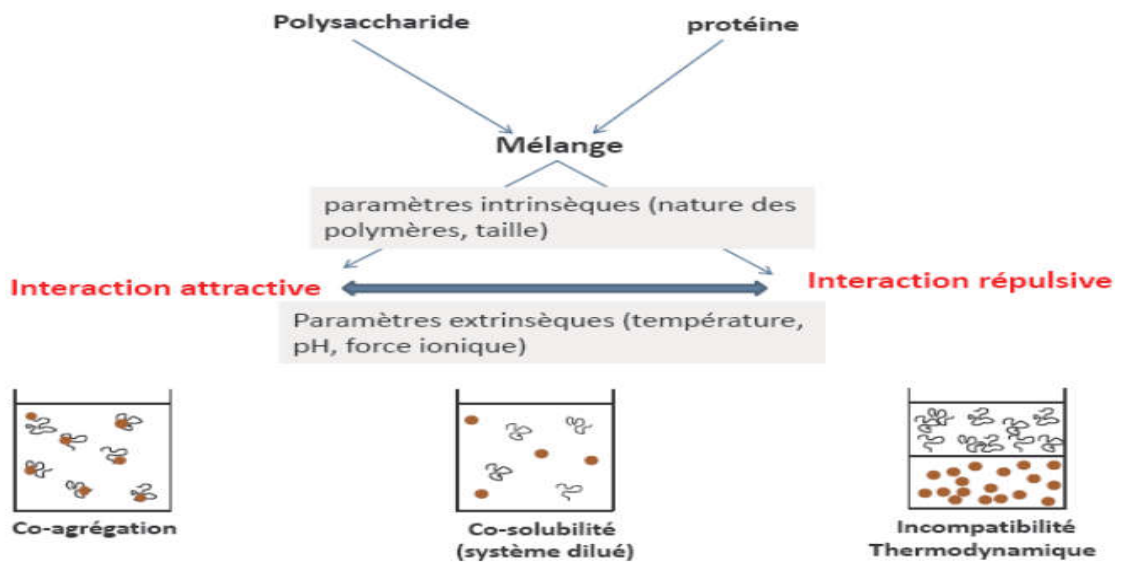 Polysaccharide
protéine
Mélange
paramètres intrinsèques (nature des
polymères, taille)
Interaction attractive
Interaction répulsive
Paramètres extrinsèques (température,
pH, force ionique)
Co-agrégation
Co-solubilité
(système dilué)
Incompatibilité
Thermodynamique